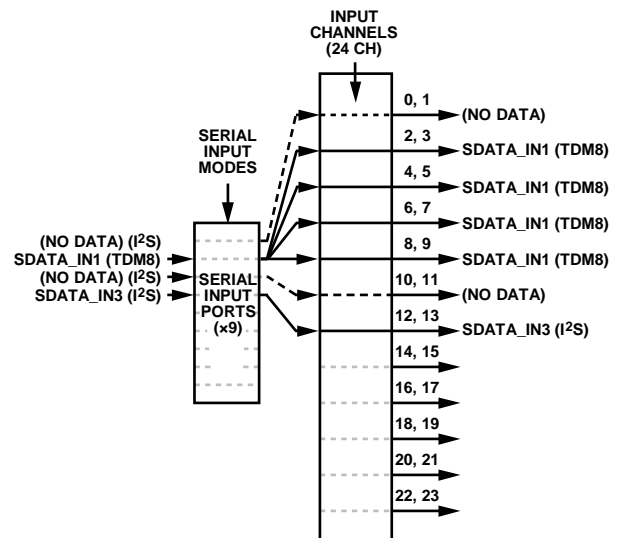 INPUT
CHANNELS
(24 CH)
SERIAL
INPUT
MODES
(NO DATA) (I²S)
SDATA_IN1 (TDM8)
(NO DATA) (I²S)
SDATA_IN3 (I²S)
SERIAL
INPUT
PORTS
(×9)
0, 1
(NO DATA)
2, 3
SDATA_IN1 (TDM8)
4, 5
SDATA_IN1 (TDM8)
6, 7
SDATA_IN1 (TDM8)
8, 9
SDATA_IN1 (TDM8)
10, 11
(NO DATA)
12, 13
SDATA_IN3 (I²S)
14, 15
16, 17
18, 19
20, 21
22, 23